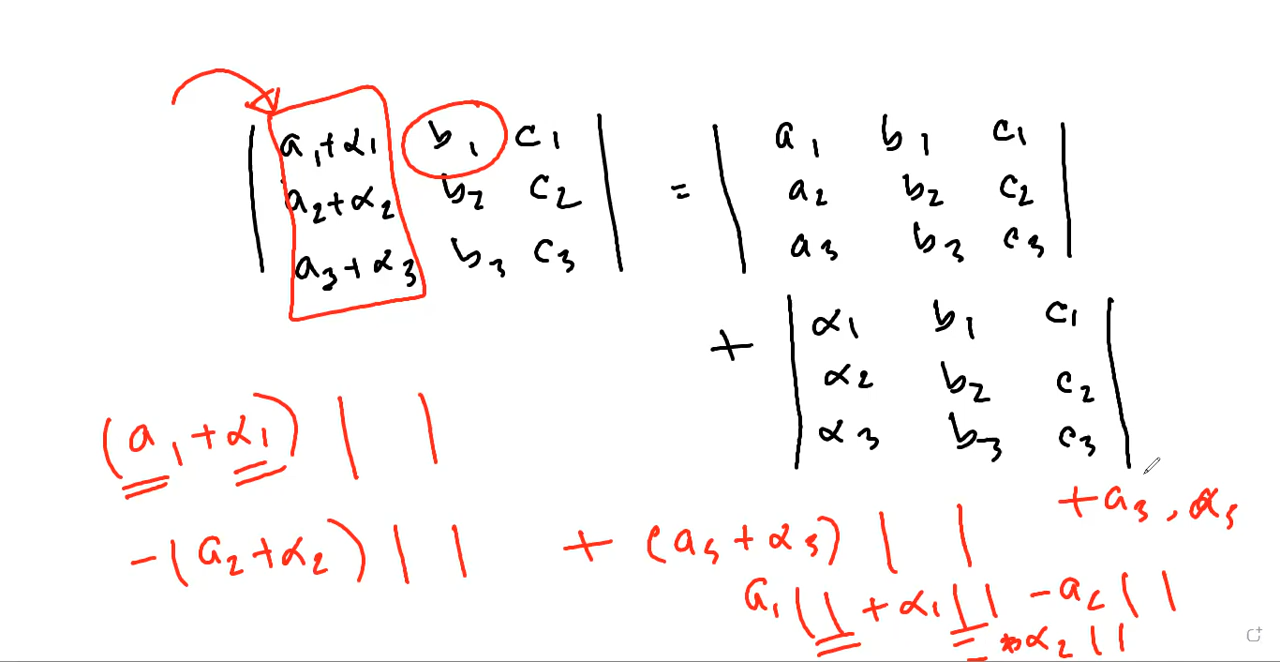 | a₁+α₁ b₁ c₁ | = | a₁ b₁ c₁ |
| a₂+α₂ b₂ c₂ | | a₂ b₂ c₂ |
| a₃+α₃ b₃ c₃ | | a₃ b₃ c₃ |
+ | α₁ b₁ c₁ |
| α₂ b₂ c₂ |
| α₃ b₃ c₃ |
(a₁+α₁) | |
-(a₂+α₂) | | + (a₃+α₃) | |
+a₃, α₃
a₁ | | + α₁ | | -a₂ | |
α₂ | |